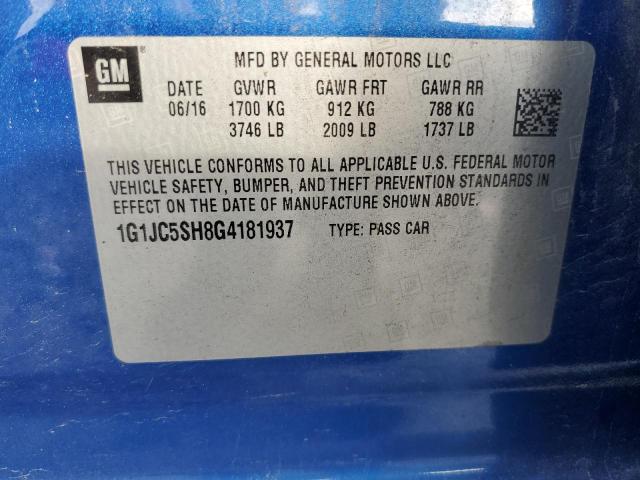 GM ® MFD BY GENERAL MOTORS LLC
DATE GVWR GAWR FRT GAWR RR
06/16 1700 KG 912 KG 788 KG
3746 LB 2009 LB 1737 LB
THIS VEHICLE CONFORMS TO ALL APPLICABLE U.S. FEDERAL MOTOR
VEHICLE SAFETY, BUMPER, AND THEFT PREVENTION STANDARDS IN
EFFECT ON THE DATE OF MANUFACTURE SHOWN ABOVE.
1G1JC5SH8G4181937 TYPE: PASS CAR